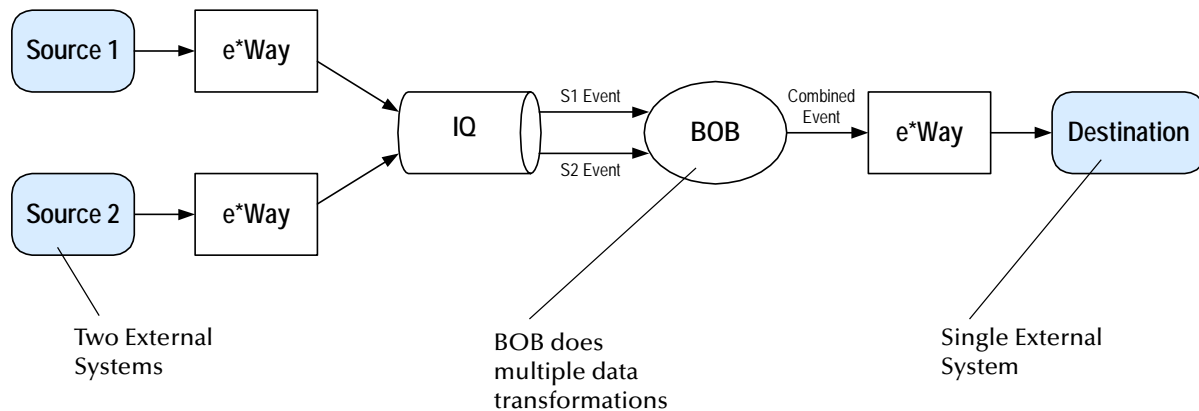 Source 1
e*Way
IQ
S1 Event
S2 Event
BOB
Combined
Event
e*Way
Destination
Source 2
e*Way
Two External
Systems
BOB does
multiple data
transformations
Single External
System